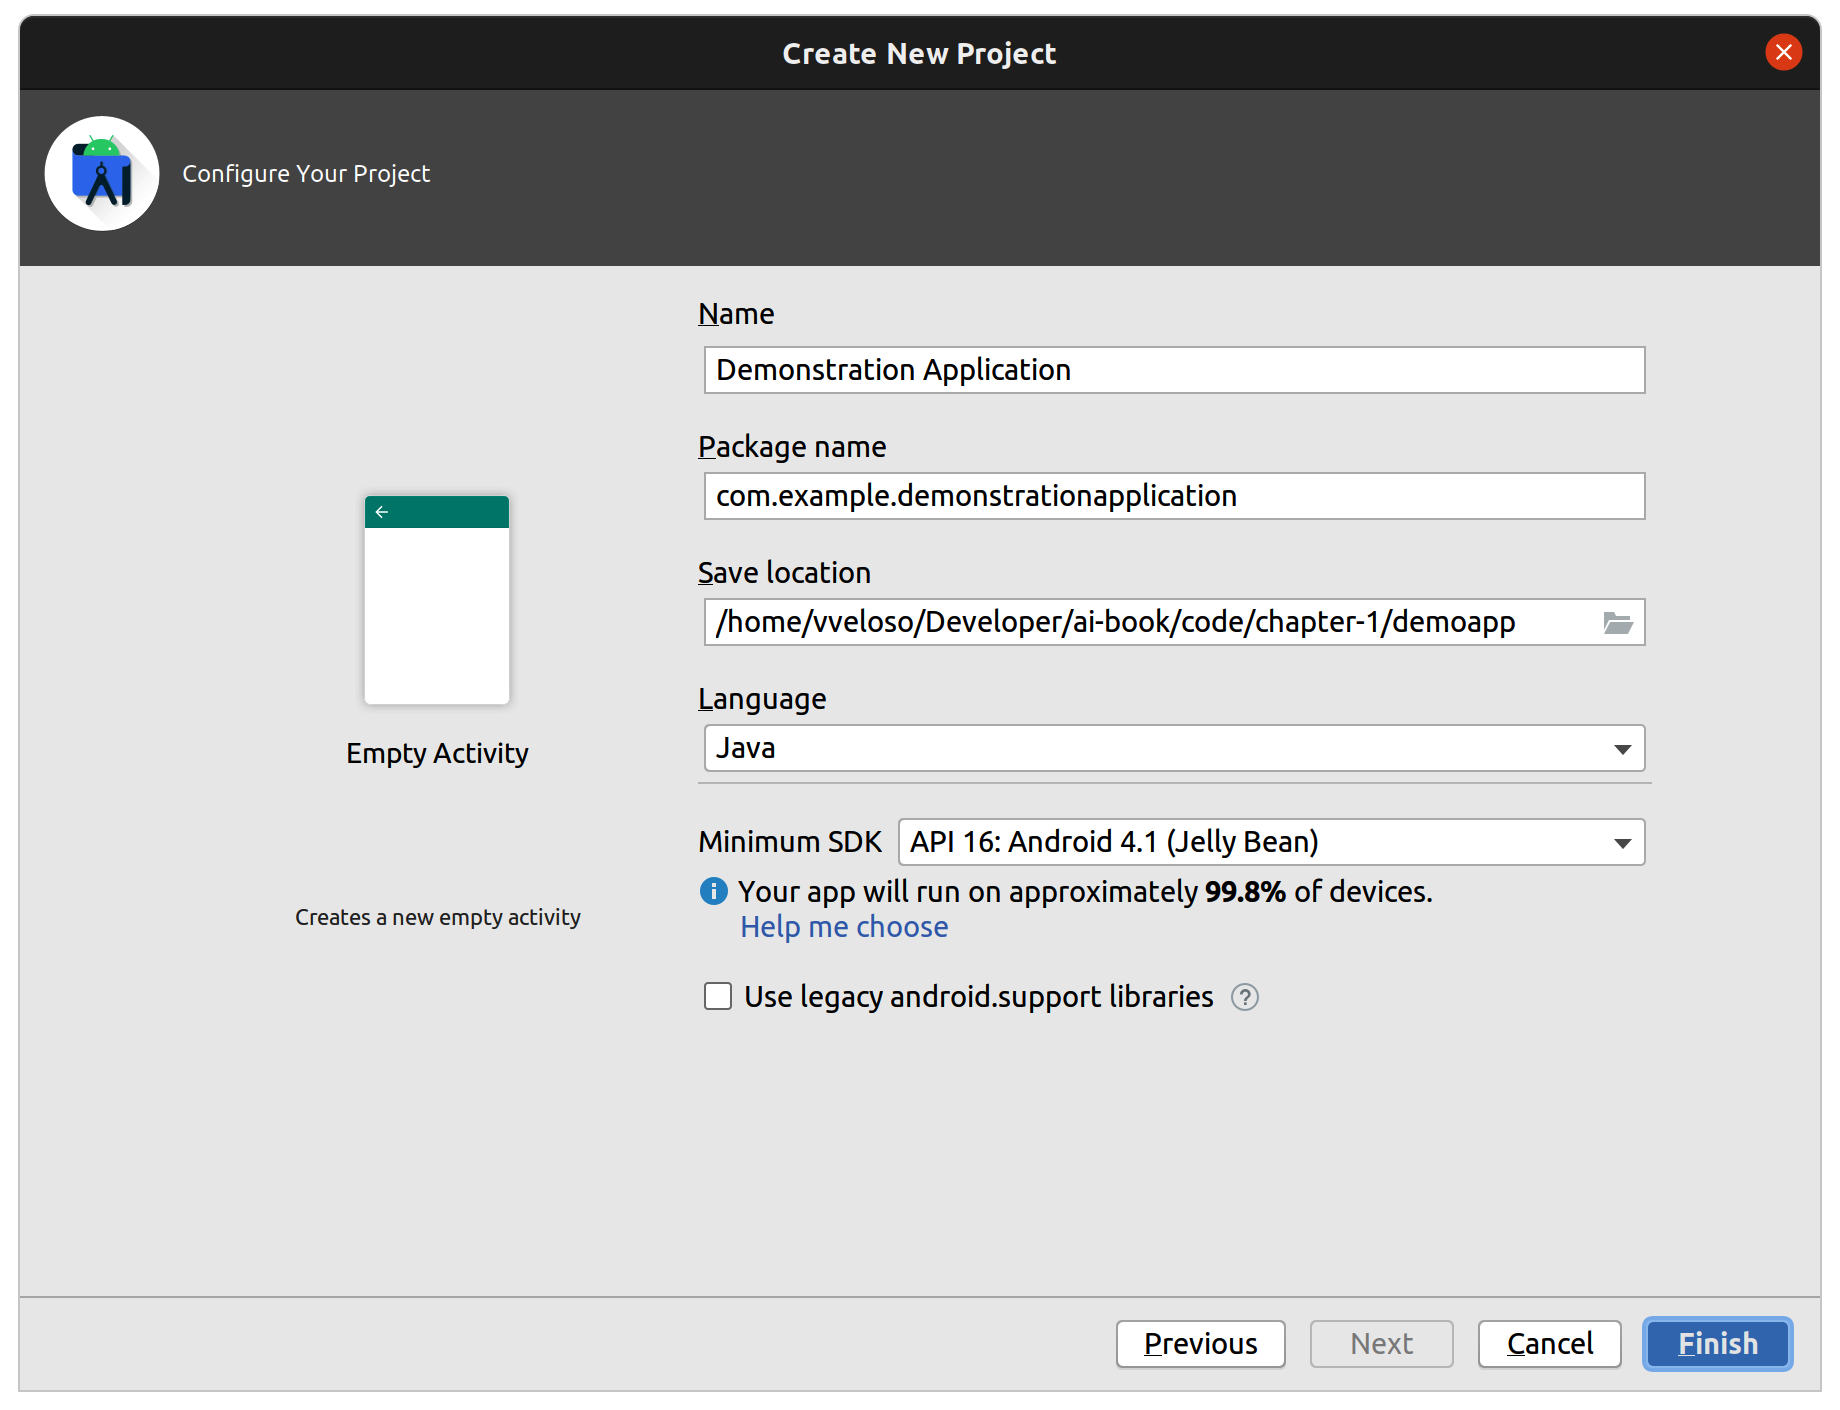 Create New Project
Configure Your Project
Name
Demonstration Application
Package name
com.example.demonstrationapplication
Save location
/home/vveloso/Developer/ai-book/code/chapter-1/demoapp
Language
Java
Empty Activity
Creates a new empty activity
Minimum SDK API 16: Android 4.1 (Jelly Bean)
Your app will run on approximately 99.8% of devices.
Help me choose
Use legacy android.support libraries ?
Previous Next Cancel Finish